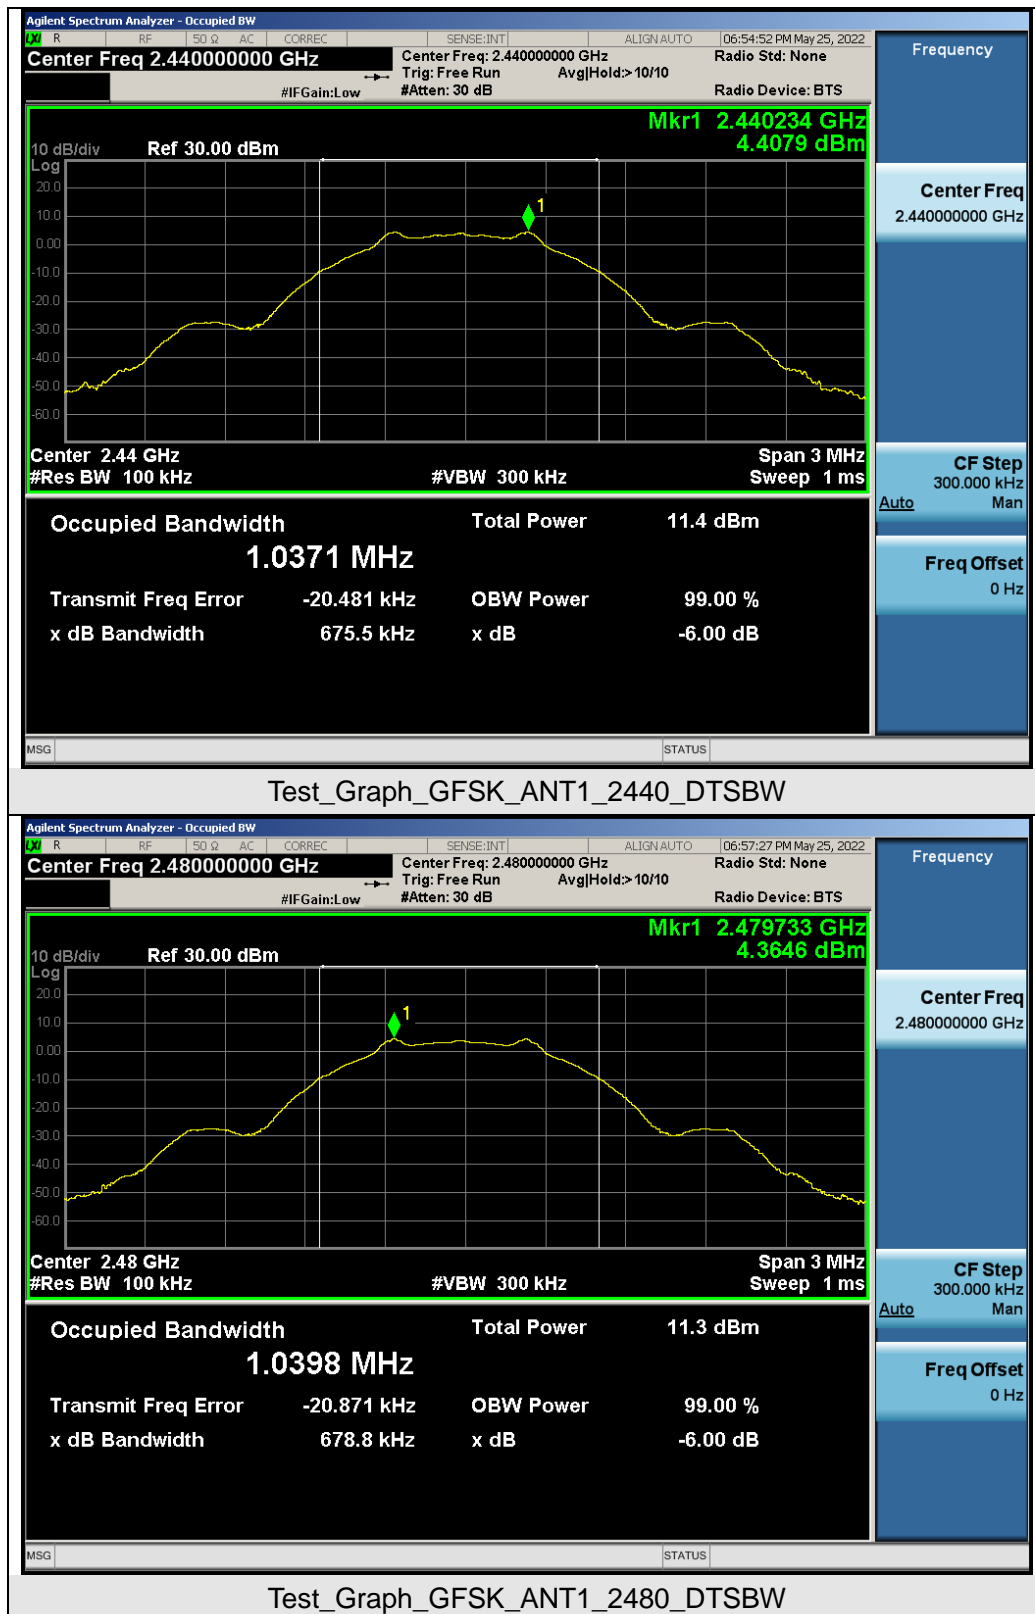 Agilent Spectrum Analyzer - Occupied BW
LXI R RF 50 Ω AC CORREC SENSE:INT ALIGN AUTO 06:54:52 PM May 25, 2022
Center Freq 2.440000000 GHz
Center Freq: 2.440000000 GHz
Radio Std: None
Trig: Free Run Avg|Hold:> 10/10
#IFGain:Low
#Atten: 30 dB
Radio Device: BTS
Frequency
Mkr1 2.440234 GHz
4.4079 dBm
10 dB/div Ref 30.00 dBm
Log
20.0
10.0
0.00
-10.0
-20.0
-30.0
-40.0
-50.0
-60.0
1
Center 2.44 GHz Span 3 MHz
#Res BW 100 kHz #VBW 300 kHz Sweep 1 ms
Center Freq
2.440000000 GHz
CF Step
300.000 kHz
Auto Man
Freq Offset
0 Hz
Occupied Bandwidth Total Power 11.4 dBm
1.0371 MHz
Transmit Freq Error -20.481 kHz OBW Power 99.00 %
x dB Bandwidth 675.5 kHz x dB -6.00 dB
MSG STATUS
Test_Graph_GFSK_ANT1_2440_DTSBW
Agilent Spectrum Analyzer - Occupied BW
LXI R RF 50 Ω AC CORREC SENSE:INT ALIGN AUTO 06:57:27 PM May 25, 2022
Center Freq 2.480000000 GHz
Center Freq: 2.480000000 GHz
Radio Std: None
Trig: Free Run Avg|Hold:> 10/10
#IFGain:Low
#Atten: 30 dB
Radio Device: BTS
Frequency
Mkr1 2.479733 GHz
4.3646 dBm
10 dB/div Ref 30.00 dBm
Log
20.0
10.0
0.00
-10.0
-20.0
-30.0
-40.0
-50.0
-60.0
1
Center 2.48 GHz Span 3 MHz
#Res BW 100 kHz #VBW 300 kHz Sweep 1 ms
Center Freq
2.480000000 GHz
CF Step
300.000 kHz
Auto Man
Freq Offset
0 Hz
Occupied Bandwidth Total Power 11.3 dBm
1.0398 MHz
Transmit Freq Error -20.871 kHz OBW Power 99.00 %
x dB Bandwidth 678.8 kHz x dB -6.00 dB
MSG STATUS
Test_Graph_GFSK_ANT1_2480_DTSBW